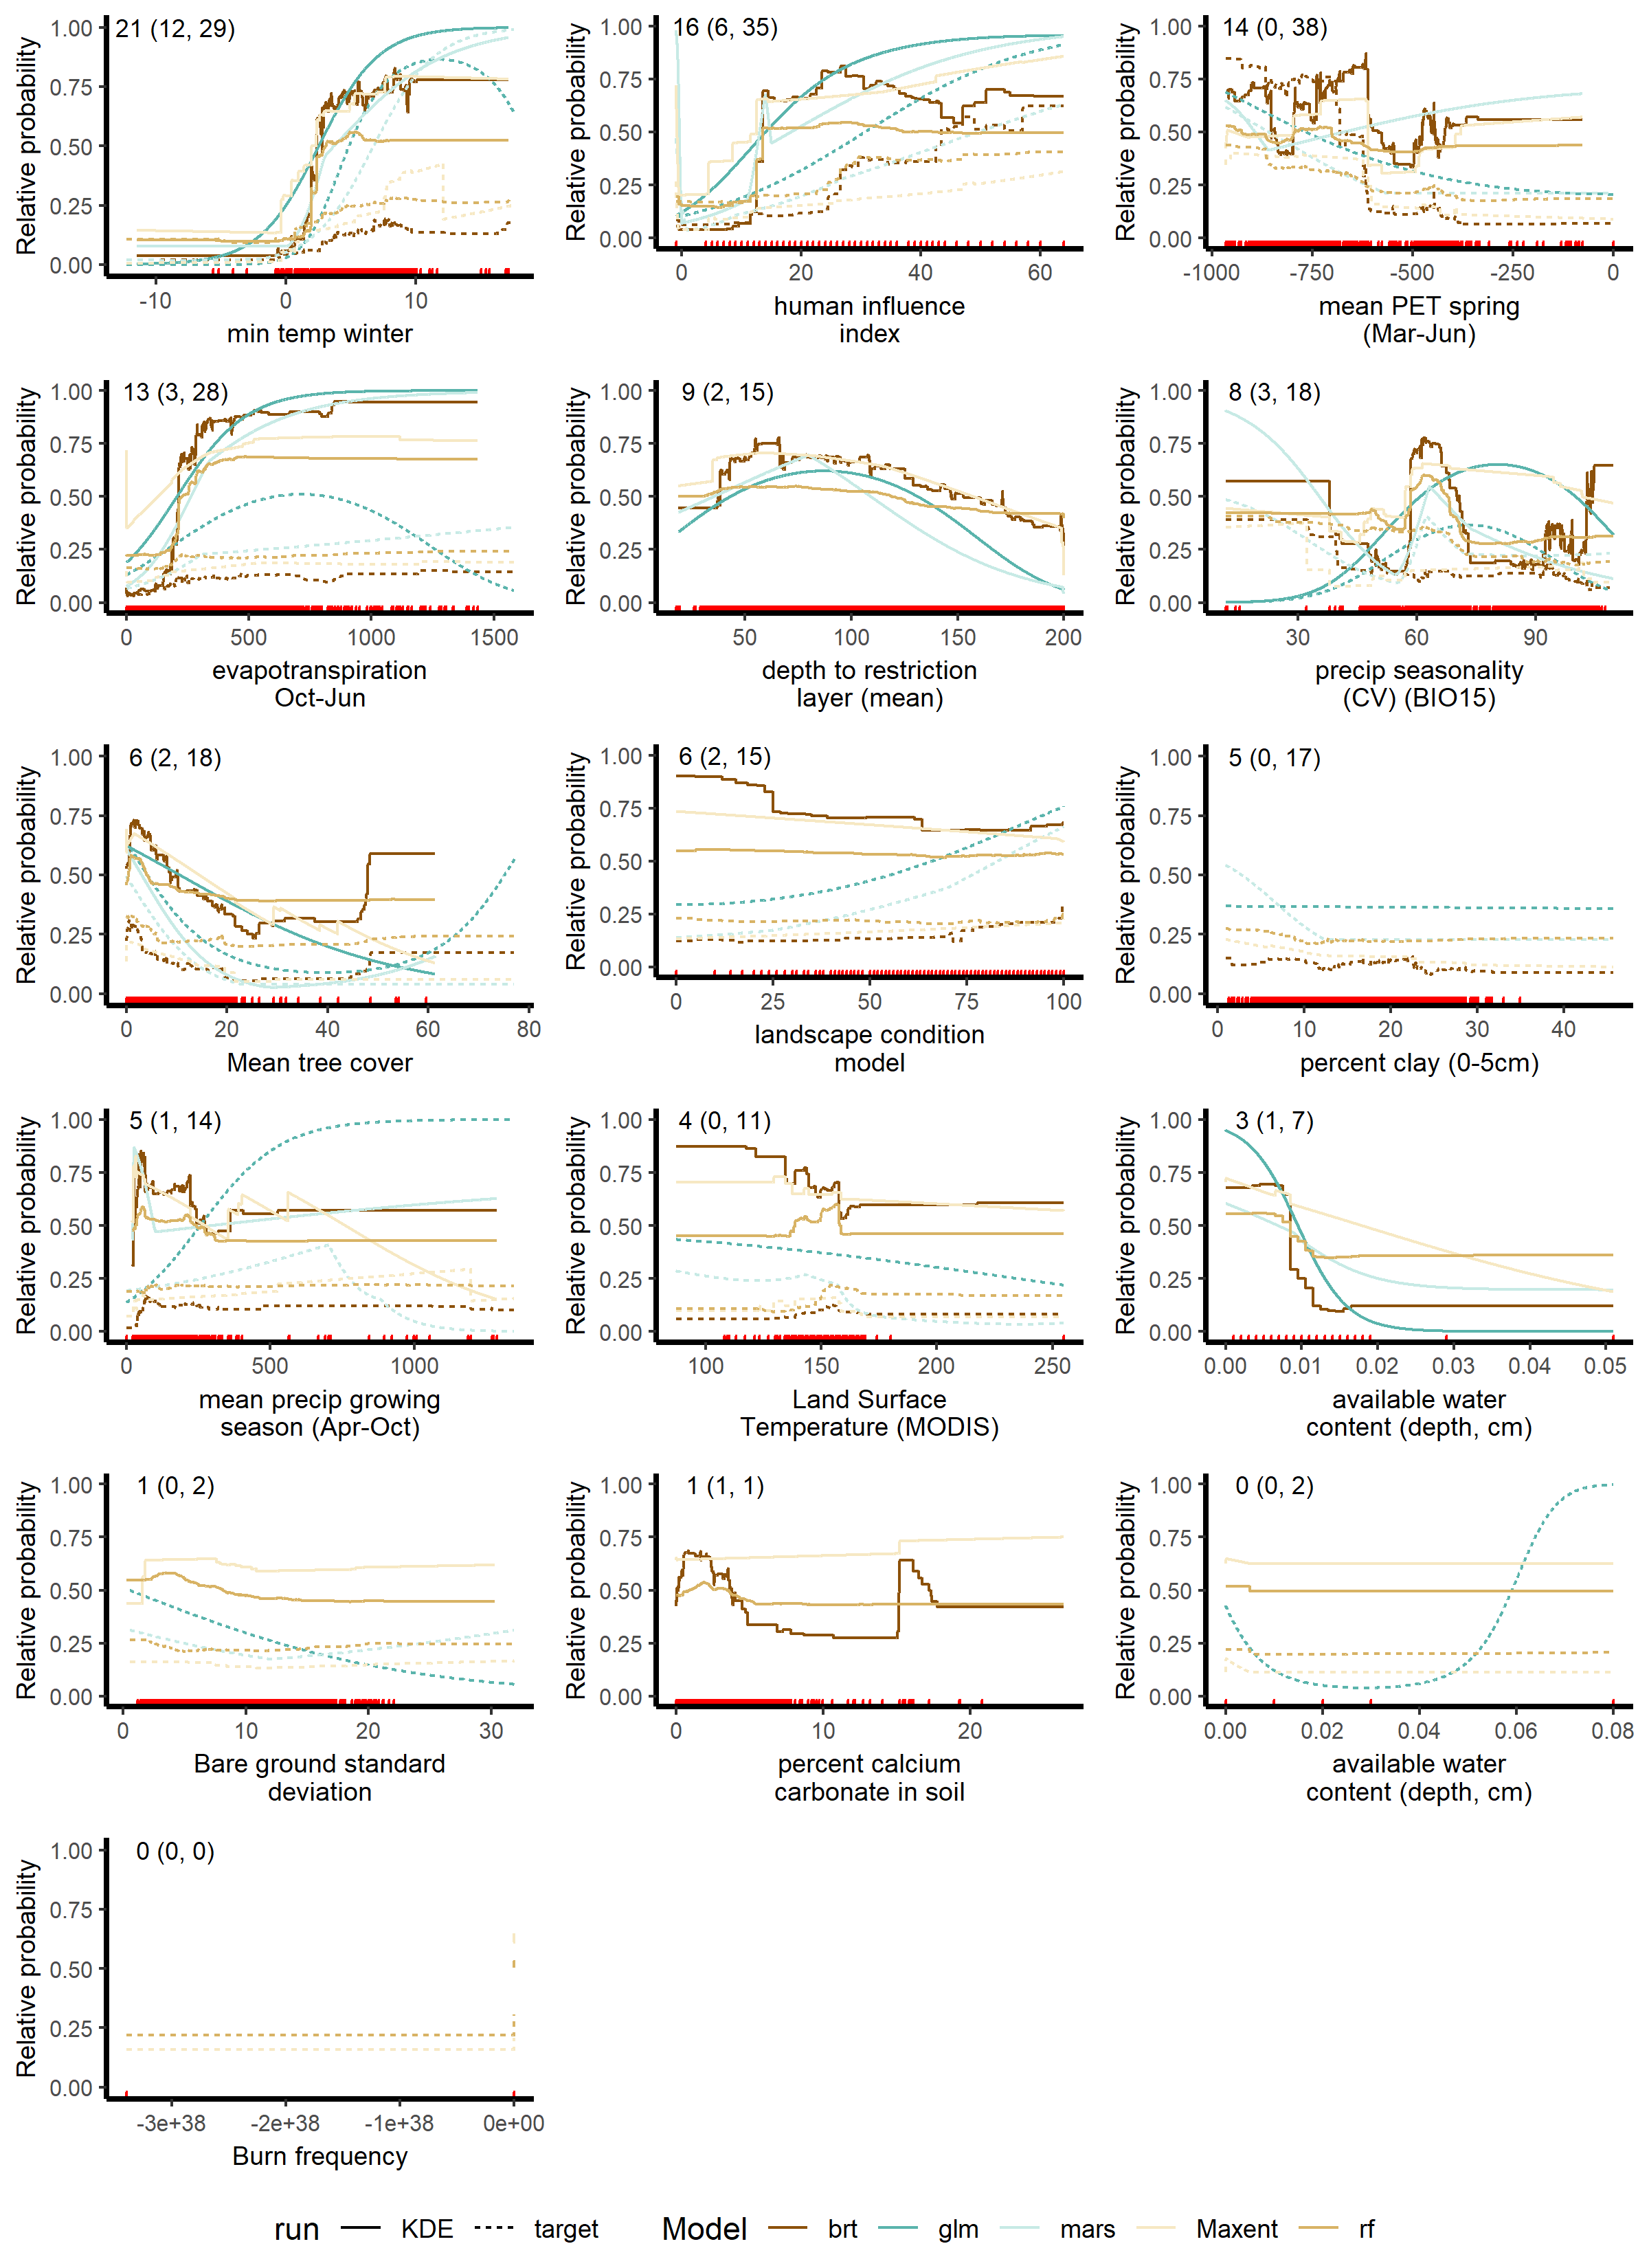 21 (12, 29)
Relative probability
1.00
0.75
0.50
0.25
0.00
-10 0 10
min temp winter
16 (6, 35)
Relative probability
1.00
0.75
0.50
0.25
0.00
0 20 40 60
human influence
index
14 (0, 38)
Relative probability
1.00
0.75
0.50
0.25
0.00
-1000 -750 -500 -250 0
mean PET spring
(Mar-Jun)
13 (3, 28)
Relative probability
1.00
0.75
0.50
0.25
0.00
0 500 1000 1500
evapotranspiration
Oct-Jun
9 (2, 15)
Relative probability
1.00
0.75
0.50
0.25
0.00
50 100 150 200
depth to restriction
layer (mean)
8 (3, 18)
Relative probability
1.00
0.75
0.50
0.25
0.00
30 60 90
precip seasonality
(CV) (BIO15)
6 (2, 18)
Relative probability
1.00
0.75
0.50
0.25
0.00
0 20 40 60 80
Mean tree cover
6 (2, 15)
Relative probability
1.00
0.75
0.50
0.25
0.00
0 25 50 75 100
landscape condition
model
5 (0, 17)
Relative probability
1.00
0.75
0.50
0.25
0.00
0 10 20 30 40
percent clay (0-5cm)
5 (1, 14)
Relative probability
1.00
0.75
0.50
0.25
0.00
0 500 1000
mean precip growing
season (Apr-Oct)
4 (0, 11)
Relative probability
1.00
0.75
0.50
0.25
0.00
100 150 200 250
Land Surface
Temperature (MODIS)
3 (1, 7)
Relative probability
1.00
0.75
0.50
0.25
0.00
0.00 0.01 0.02 0.03 0.04 0.05
available water
content (depth, cm)
1 (0, 2)
Relative probability
1.00
0.75
0.50
0.25
0.00
0 10 20 30
Bare ground standard
deviation
1 (1, 1)
Relative probability
1.00
0.75
0.50
0.25
0.00
0 10 20
percent calcium
carbonate in soil
0 (0, 2)
Relative probability
1.00
0.75
0.50
0.25
0.00
0.00 0.02 0.04 0.06 0.08
available water
content (depth, cm)
0 (0, 0)
Relative probability
1.00
0.75
0.50
0.25
0.00
-3e+38 -2e+38 -1e+38 0e+00
Burn frequency
run KDE target Model brt glm mars Maxent rf